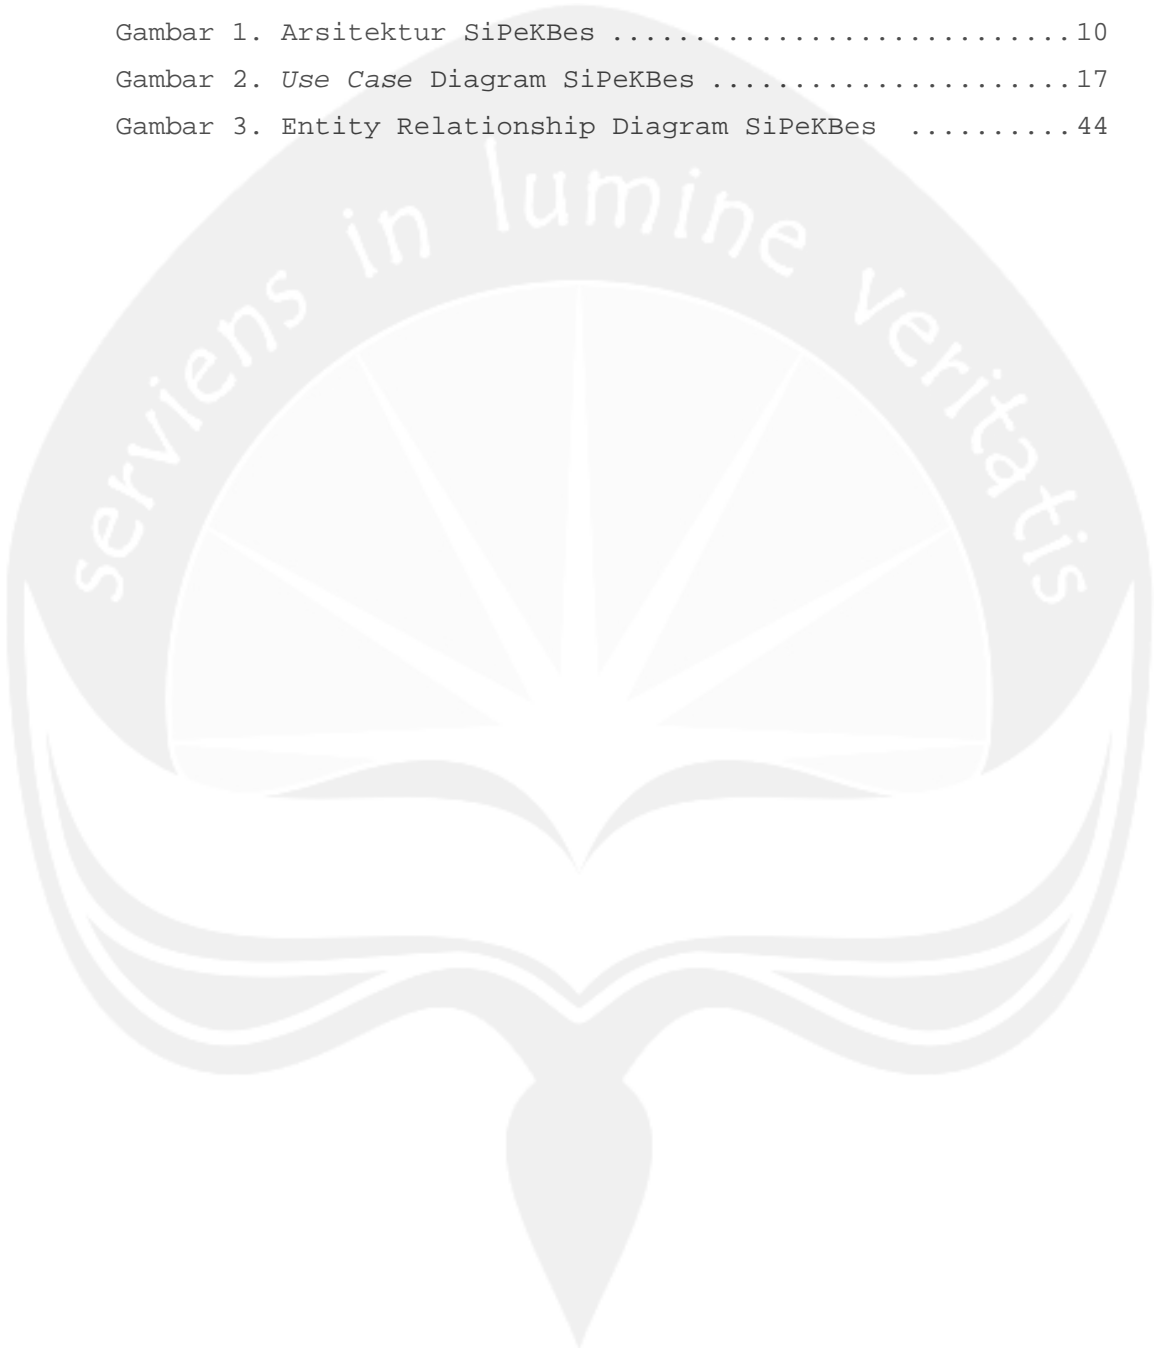 Gambar 1. Arsitektur SiPeKBes ............................10
Gambar 2. Use Case Diagram SiPeKBes ......................17
Gambar 3. Entity Relationship Diagram SiPeKBes ..........44
serviens in lumine veritatis